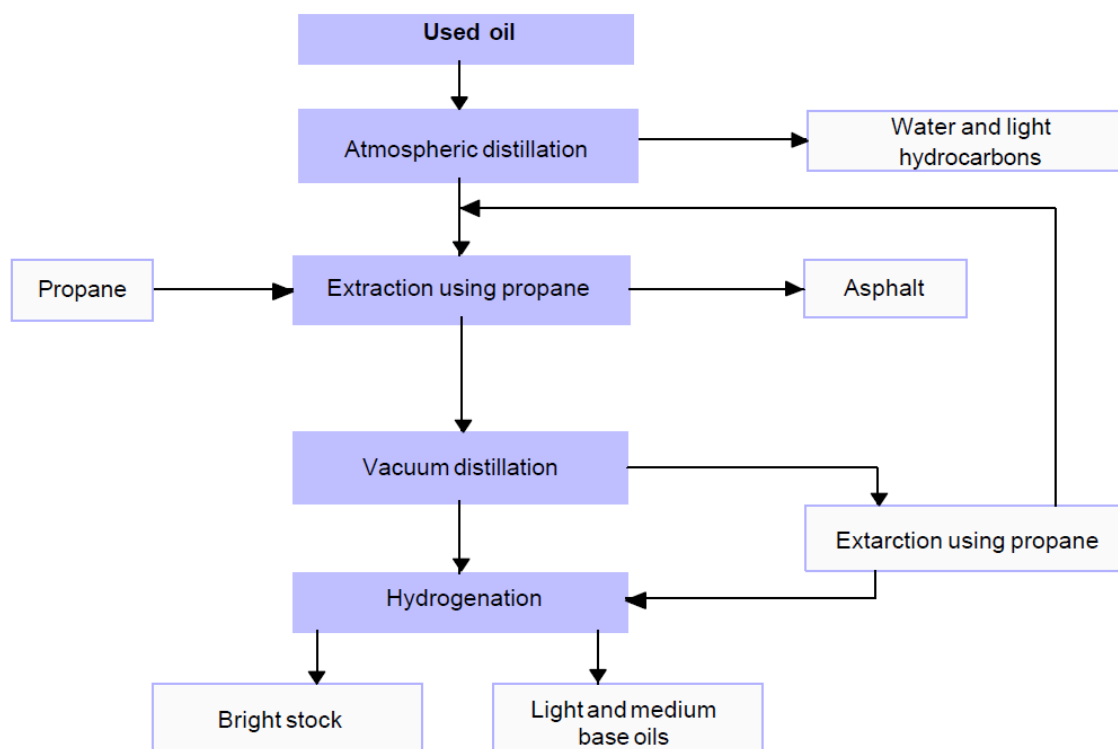 Used oil
Atmospheric distillation
Water and light
hydrocarbons
Propane
Extraction using propane
Asphalt
Vacuum distillation
Extarction using propane
Hydrogenation
Bright stock
Light and medium
base oils